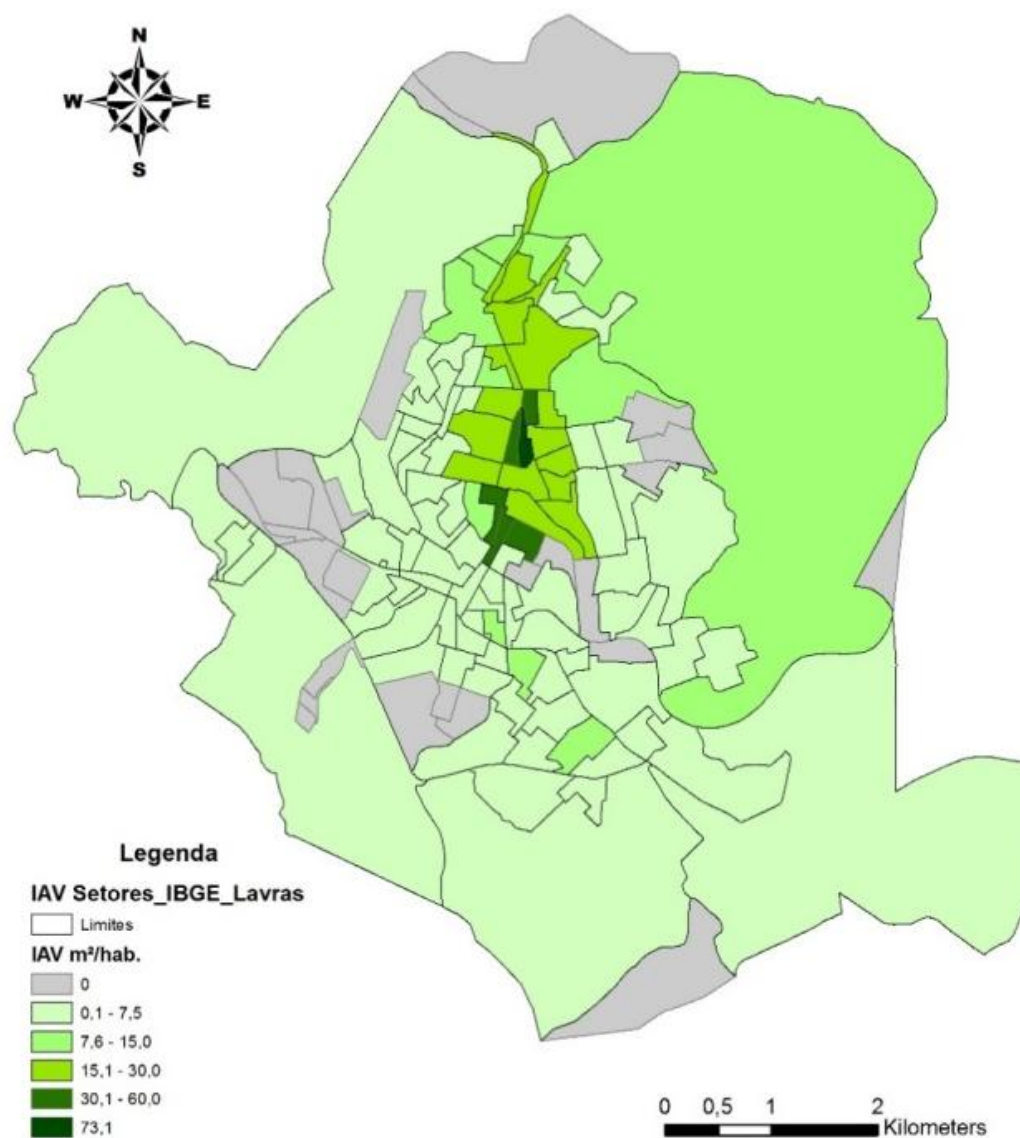 N
W E
S
Legenda
IAV Setores_IBGE_Lavras
Limites
IAV m²/hab.
0
0,1 - 7,5
7,6 - 15,0
15,1 - 30,0
30,1 - 60,0
73,1
0 0,5 1 2
Kilometers